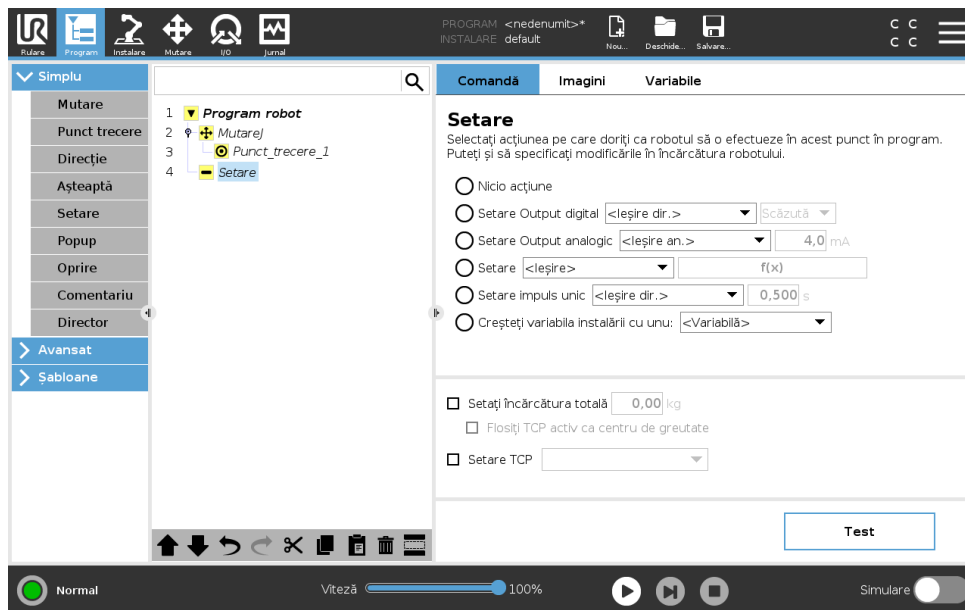 PROGRAM <nedenumit>*
INSTALARE default
Rulare Program Instalare Mutare I/O Jurnal Nou... Deschide... Salvare...
C C
C C
Simplu
Mutare
Punct trecere
Direcție
Așteaptă
Setare
Popup
Oprire
Comentariu
Director
Avansat
Șabloane
1 Program robot
2 MutareJ
3 Punct_trecere_1
4 Setare
Comandă Imagini Variabile
Setare
Selectați acțiunea pe care doriți ca robotul să o efectueze în acest punct în program.
Puteți și să specificați modificările în încărcătura robotului.
Nicio acțiune
Setare Output digital <Ieșire dir.> Scăzută
Setare Output analogic <Ieșire an.> 4,0 mA
Setare <Ieșire> f(x)
Setare impuls unic <Ieșire dir.> 0,500 s
Creșteți variabila instalării cu unu: <Variabilă>
Setați încărcătura totală 0,00 kg
Flosiți TCP activ ca centru de greutate
Setare TCP
Test
Normal Viteză 100% Simulare